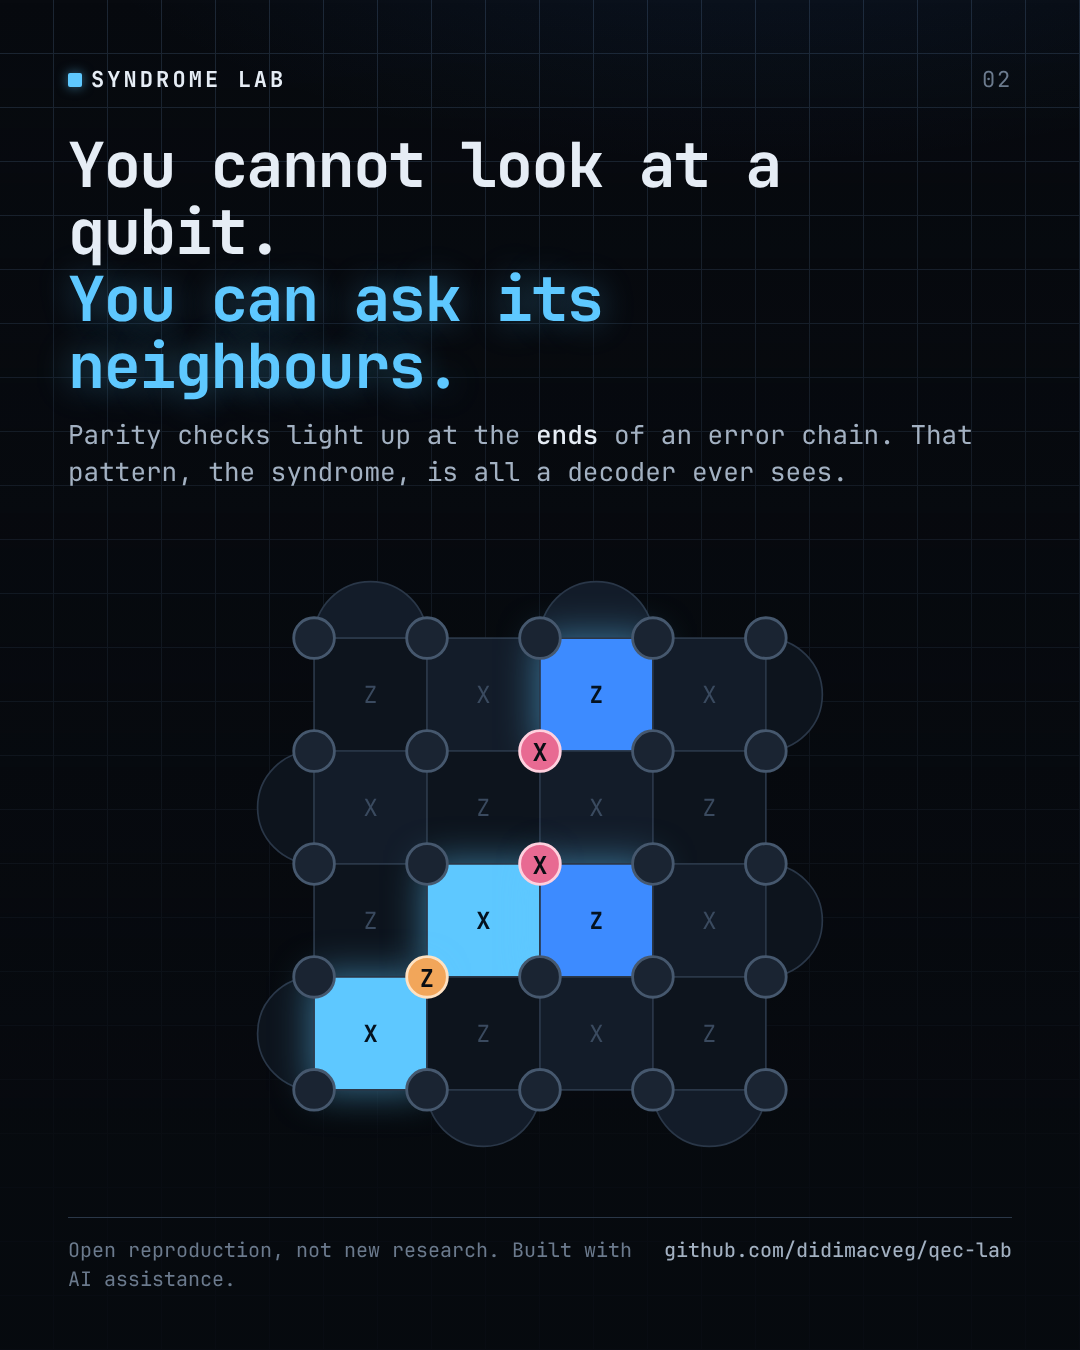 SYNDROME LAB
02
You cannot look at a
qubit.
You can ask its
neighbours.
Parity checks light up at the ends of an error chain. That
pattern, the syndrome, is all a decoder ever sees.
Z X Z X
X
X Z X Z
X
Z X Z X
Z
X Z X Z
Open reproduction, not new research. Built with
AI assistance.
github.com/didimacveg/qec-lab